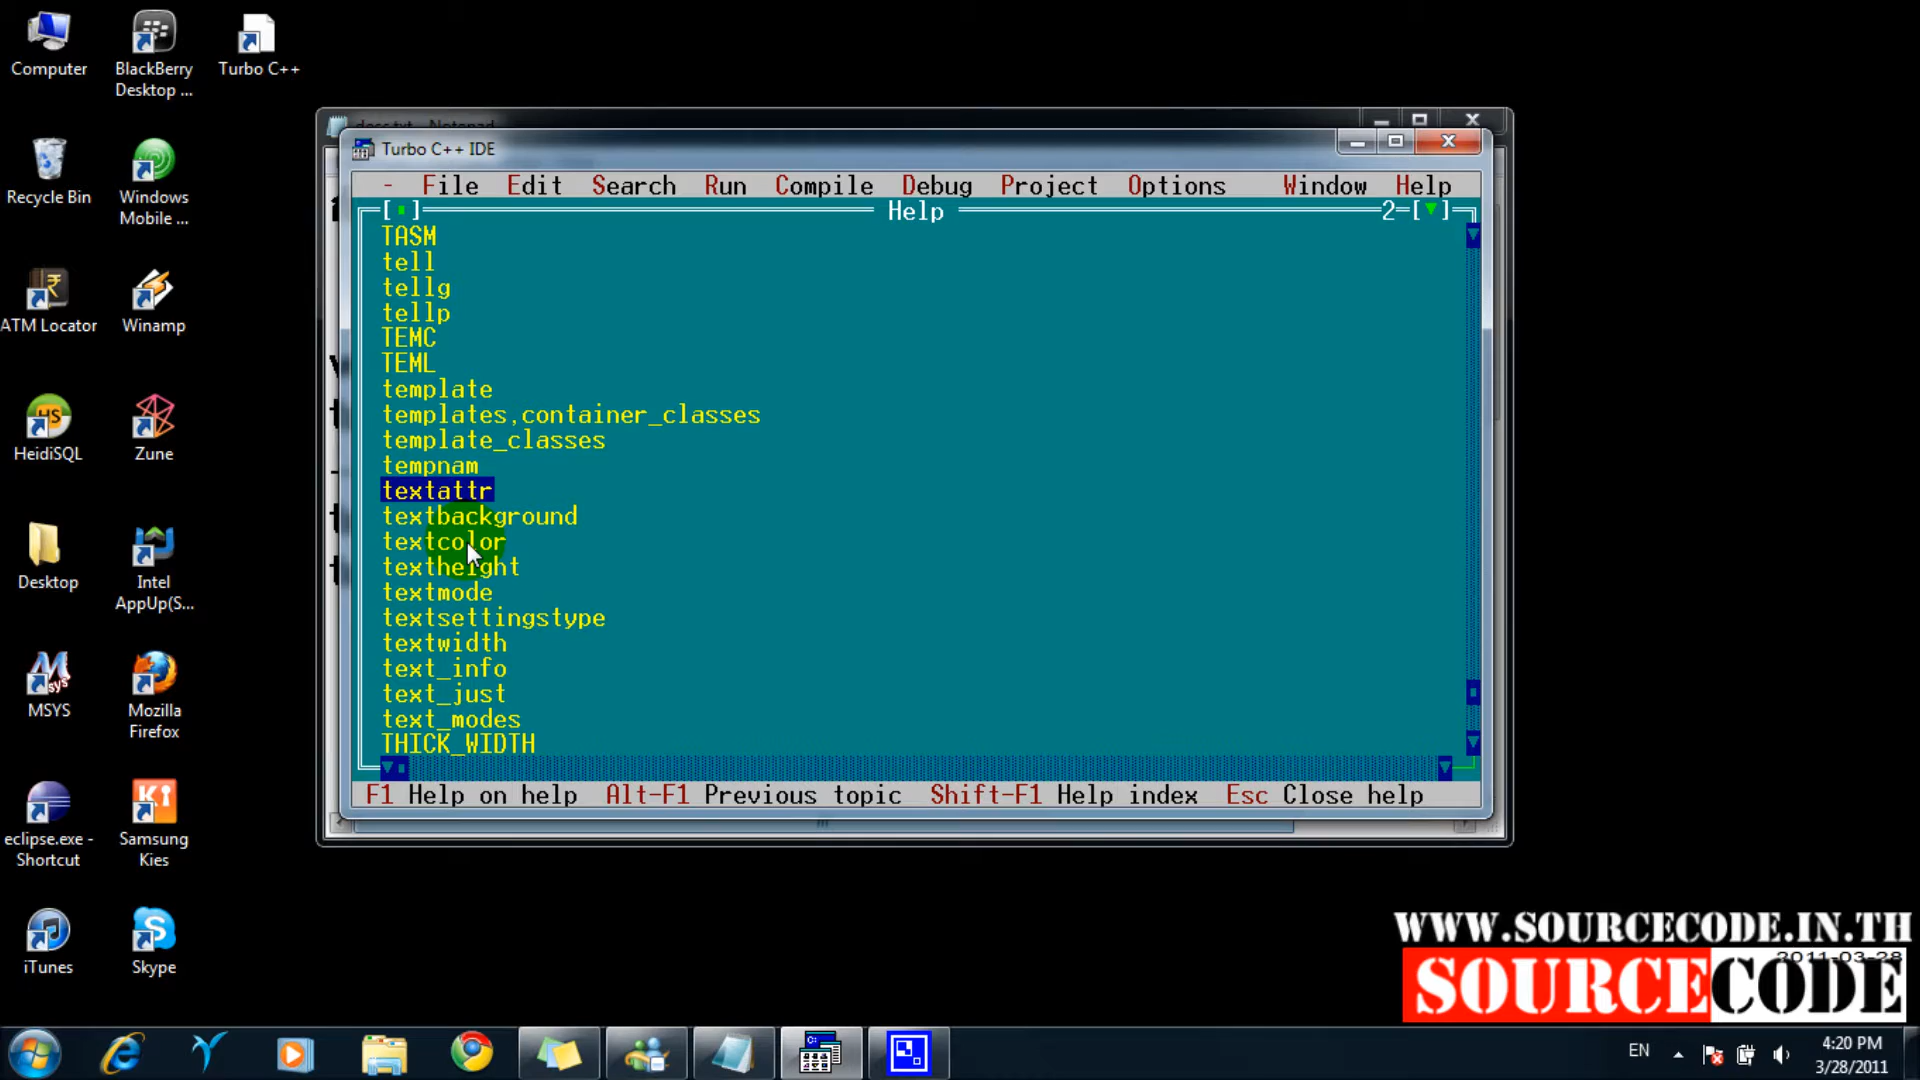 Computer
BlackBerry
Desktop ...
Turbo C++
Recycle Bin
Windows
Mobile ...
ATM Locator
Winamp
HeidiSQL
Zune
Desktop
Intel
AppUp(S...
MSYS
Mozilla
Firefox
eclipse.exe -
Shortcut
Samsung
Kies
iTunes
Skype
Turbo C++ IDE
- File Edit Search Run Compile Debug Project Options Window Help
Help 2
TASM
tell
tellg
tellp
TEMC
TEML
template
templates,container_classes
template_classes
tempnam
textattr
textbackground
textcolor
textheight
textmode
textsettingstype
textwidth
text_info
text_just
text_modes
THICK_WIDTH
F1 Help on help Alt-F1 Previous topic Shift-F1 Help index Esc Close help
WWW.SOURCECODE.IN.TH
2011-03-28
SOURCECODE
EN
4:20 PM
3/28/2011